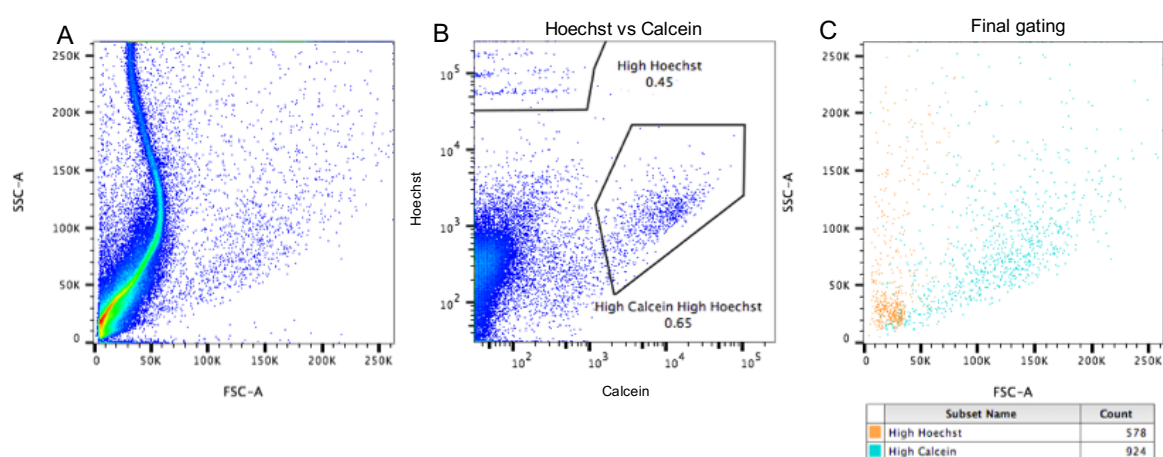 A
B
Hoechst vs Calcein
C
Final gating
250K
200K
150K
100K
50K
0
SSC-A
0
50K
100K
150K
200K
250K
FSC-A
10^5
10^4
10^3
10^2
Hoechst
High Hoechst
0.45
High Calcein High Hoechst
0.65
10^2
10^3
10^4
10^5
Calcein
250K
200K
150K
100K
50K
0
SSC-A
0
50K
100K
150K
200K
250K
FSC-A
Subset Name Count
High Hoechst 578
High Calcein 924